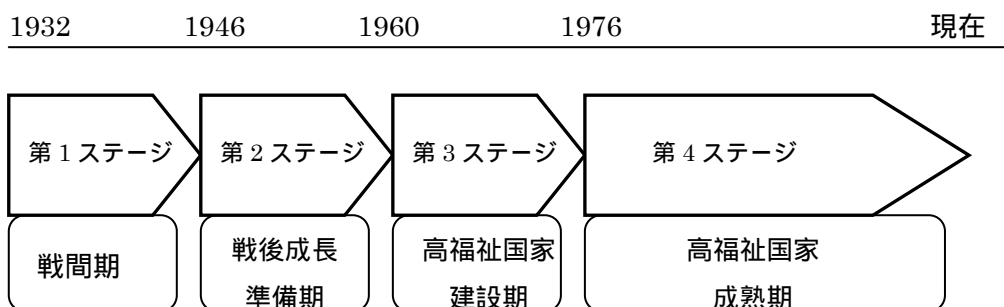 1932 1946 1960 1976 現在
第1ステージ 第2ステージ 第3ステージ 第4ステージ
戦間期
戦後成長
準備期
高福祉国家
建設期
高福祉国家
成熟期